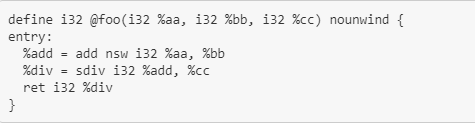 define i32 @foo(i32 %aa, i32 %bb, i32 %cc) nounwind {
entry:
  %add = add nsw i32 %aa, %bb
  %div = sdiv i32 %add, %cc
  ret i32 %div
}